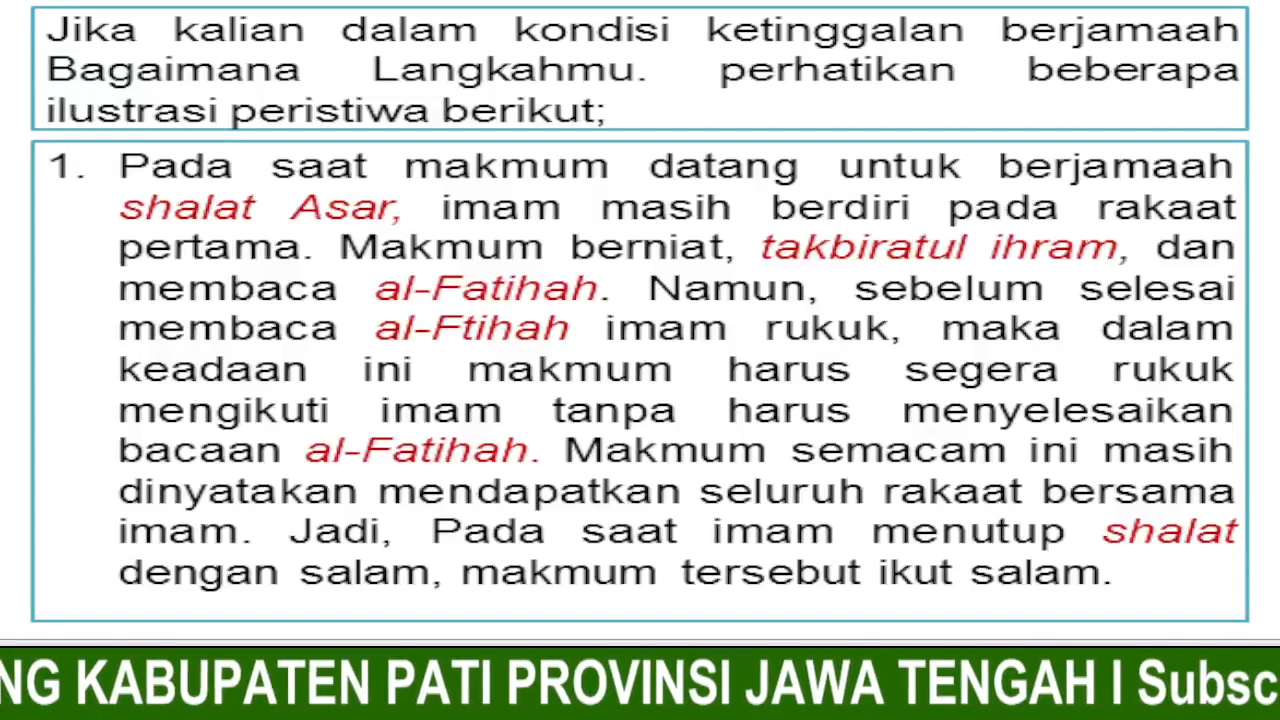 Jika kalian dalam kondisi ketinggalan berjamaah
Bagaimana Langkahmu. perhatikan beberapa
ilustrasi peristiwa berikut;
1. Pada saat makmum datang untuk berjamaah
shalat Asar, imam masih berdiri pada rakaat
pertama. Makmum berniat, takbiratul ihram, dan
membaca al-Fatihah. Namun, sebelum selesai
membaca al-Ftihah imam rukuk, maka dalam
keadaan ini makmum harus segera rukuk
mengikuti imam tanpa harus menyelesaikan
bacaan al-Fatihah. Makmum semacam ini masih
dinyatakan mendapatkan seluruh rakaat bersama
imam. Jadi, Pada saat imam menutup shalat
dengan salam, makmum tersebut ikut salam.
NG KABUPATEN PATI PROVINSI JAWA TENGAH I Subsc